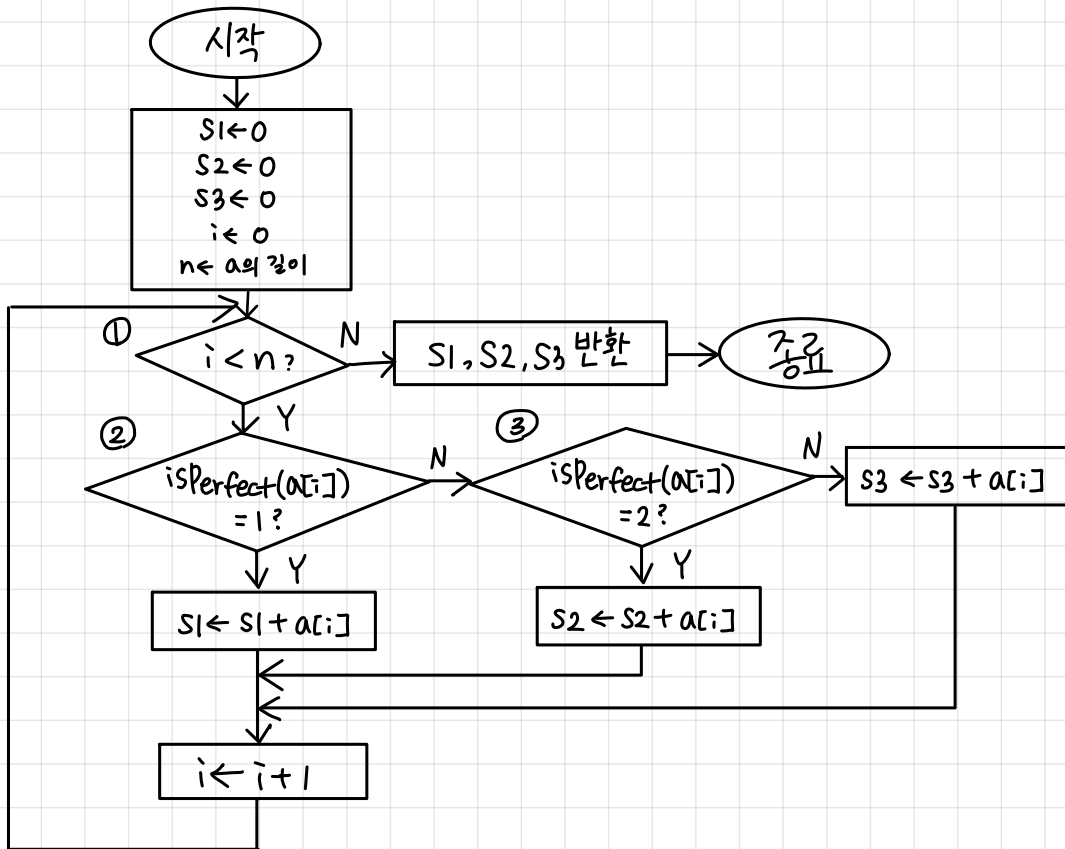 시작
S1←0
S2←0
S3←0
i←0
n←a의 길이
①
i<n?
N
S1,S2,S3 반환
종료
Y
②
isPerfect(a[i])
=1?
N
③
isPerfect(a[i])
=2?
N
S3←S3+a[i]
Y
S1←S1+a[i]
Y
S2←S2+a[i]
i←i+1